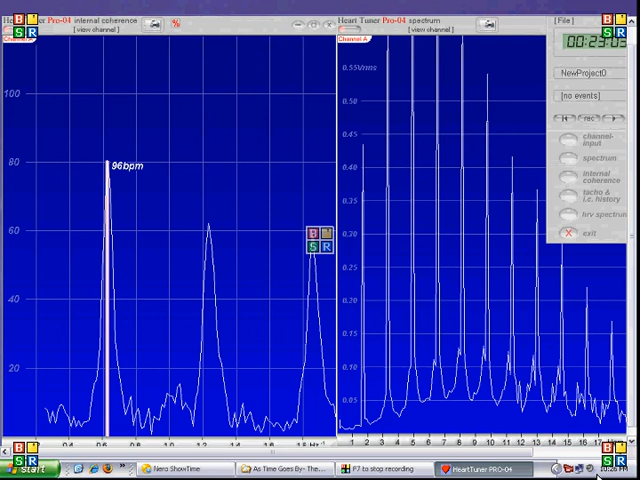 Heart Tuner Pro-04 internal coherence
[ view channel ]
%
100
80
60
40
20
96bpm
0.4 0.6 0.8 1.0 1.2 1.4 1.6 Hz⁻¹
Heart Tuner Pro-04 spectrum
[view channel]
Channel A
0.55Vrms
0.50
0.45
0.40
0.35
0.30
0.25
0.20
0.15
0.10
0.05
1 2 3 4 5 6 7 8 9 10 11 12 13 14 15 16 17
[File]
00:23:05
NewProject0
[no events]
rec
channel-
input
spectrum
internal
coherence
tacho &
i.c. history
hrv spectrum
exit
B
S R
B
S R
B
S R
B
S R
B
S R
Start
Nero ShowTime
As Time Goes By- The-...
P7 to stop recording
HeartTuner PRO-04